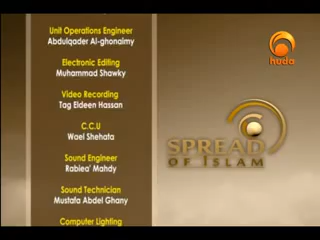 Unit Operations Engineer
Abdulqader Al-ghonaimy
Electronic Editing
Muhammad Shawky
Video Recording
Tag Eldeen Hassan
C.C.U
Wael Shehata
Sound Engineer
Rabiea' Mahdy
Sound Technician
Mustafa Abdel Ghany
Computer Lighting
huda
SPREAD
OF ISLAM